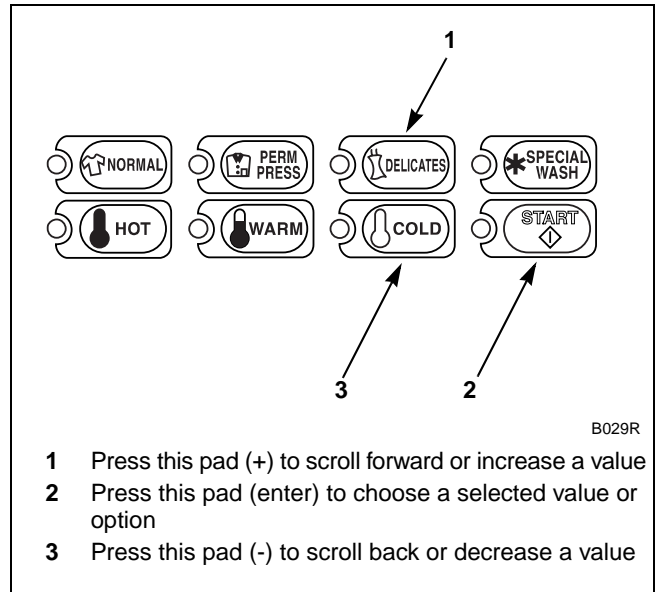 1
NORMAL
PERM
PRESS
DELICATES
SPECIAL
WASH
HOT
WARM
COLD
START
3
2
B029R
1 Press this pad (+) to scroll forward or increase a value
2 Press this pad (enter) to choose a selected value or
option
3 Press this pad (-) to scroll back or decrease a value